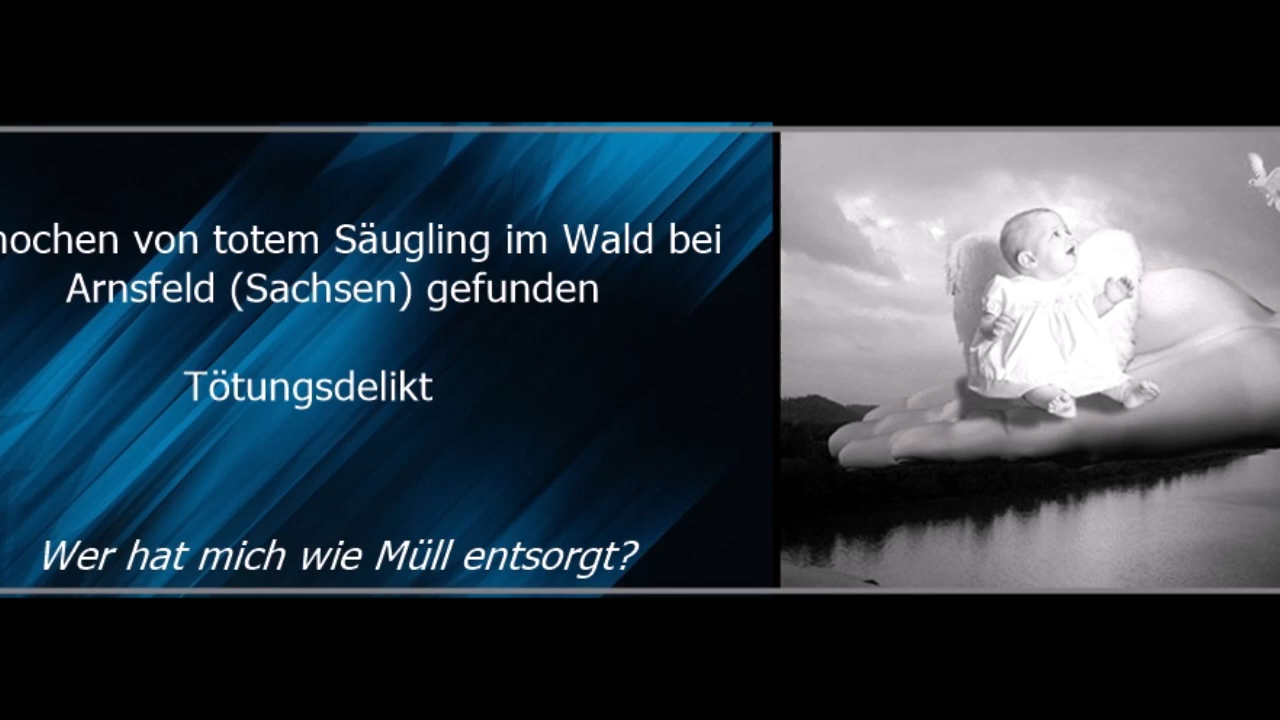 nochen von totem Säugling im Wald bei
Arnsfeld (Sachsen) gefunden
Tötungsdelikt
Wer hat mich wie Müll entsorgt?